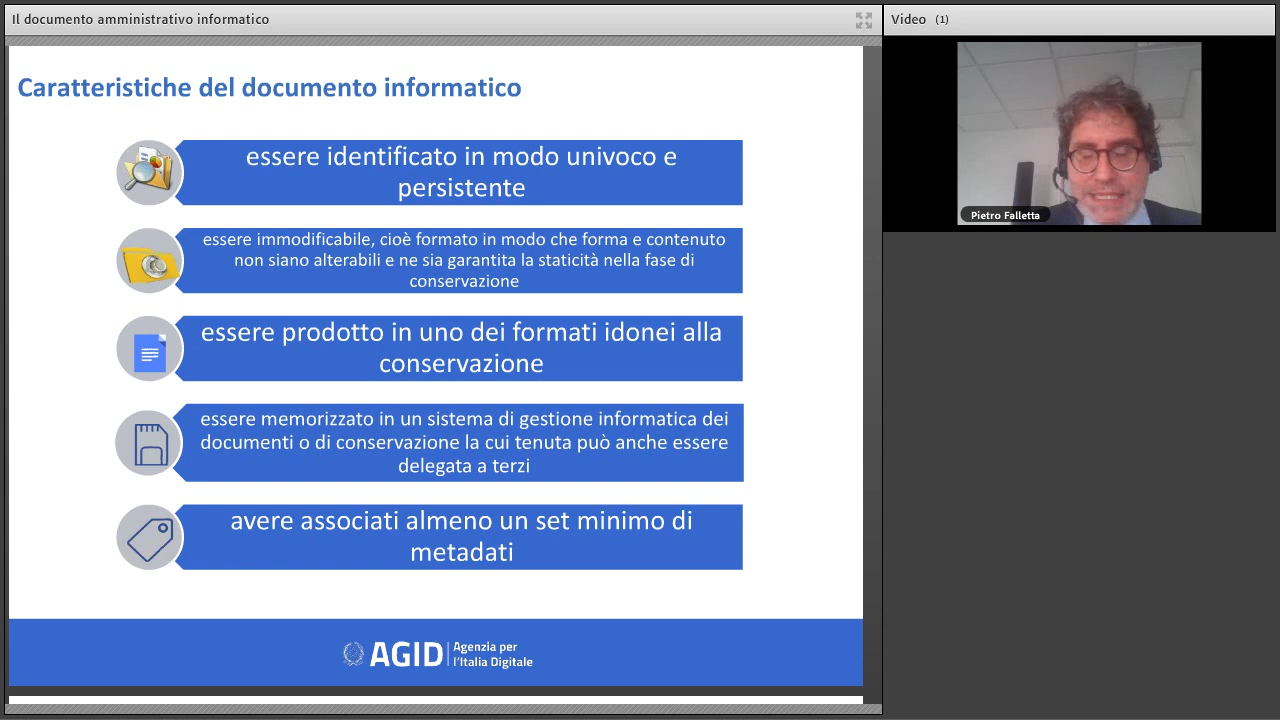 Il documento amministrativo informatico
Video (1)
Caratteristiche del documento informatico
essere identificato in modo univoco e
persistente
essere immodificabile, cioè formato in modo che forma e contenuto
non siano alterabili e ne sia garantita la staticità nella fase di
conservazione
essere prodotto in uno dei formati idonei alla
conservazione
essere memorizzato in un sistema di gestione informatica dei
documenti o di conservazione la cui tenuta può anche essere
delegata a terzi
avere associati almeno un set minimo di
metadati
AGID
Agenzia per
l'Italia Digitale
Pietro Falletta